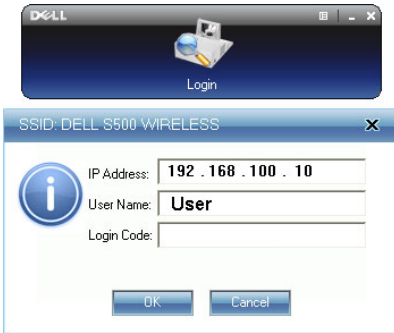 DELL
Login
SSID: DELL S500 WIRELESS
IP Address: 192 . 168 . 100 . 10
User Name: User
Login Code:
OK Cancel